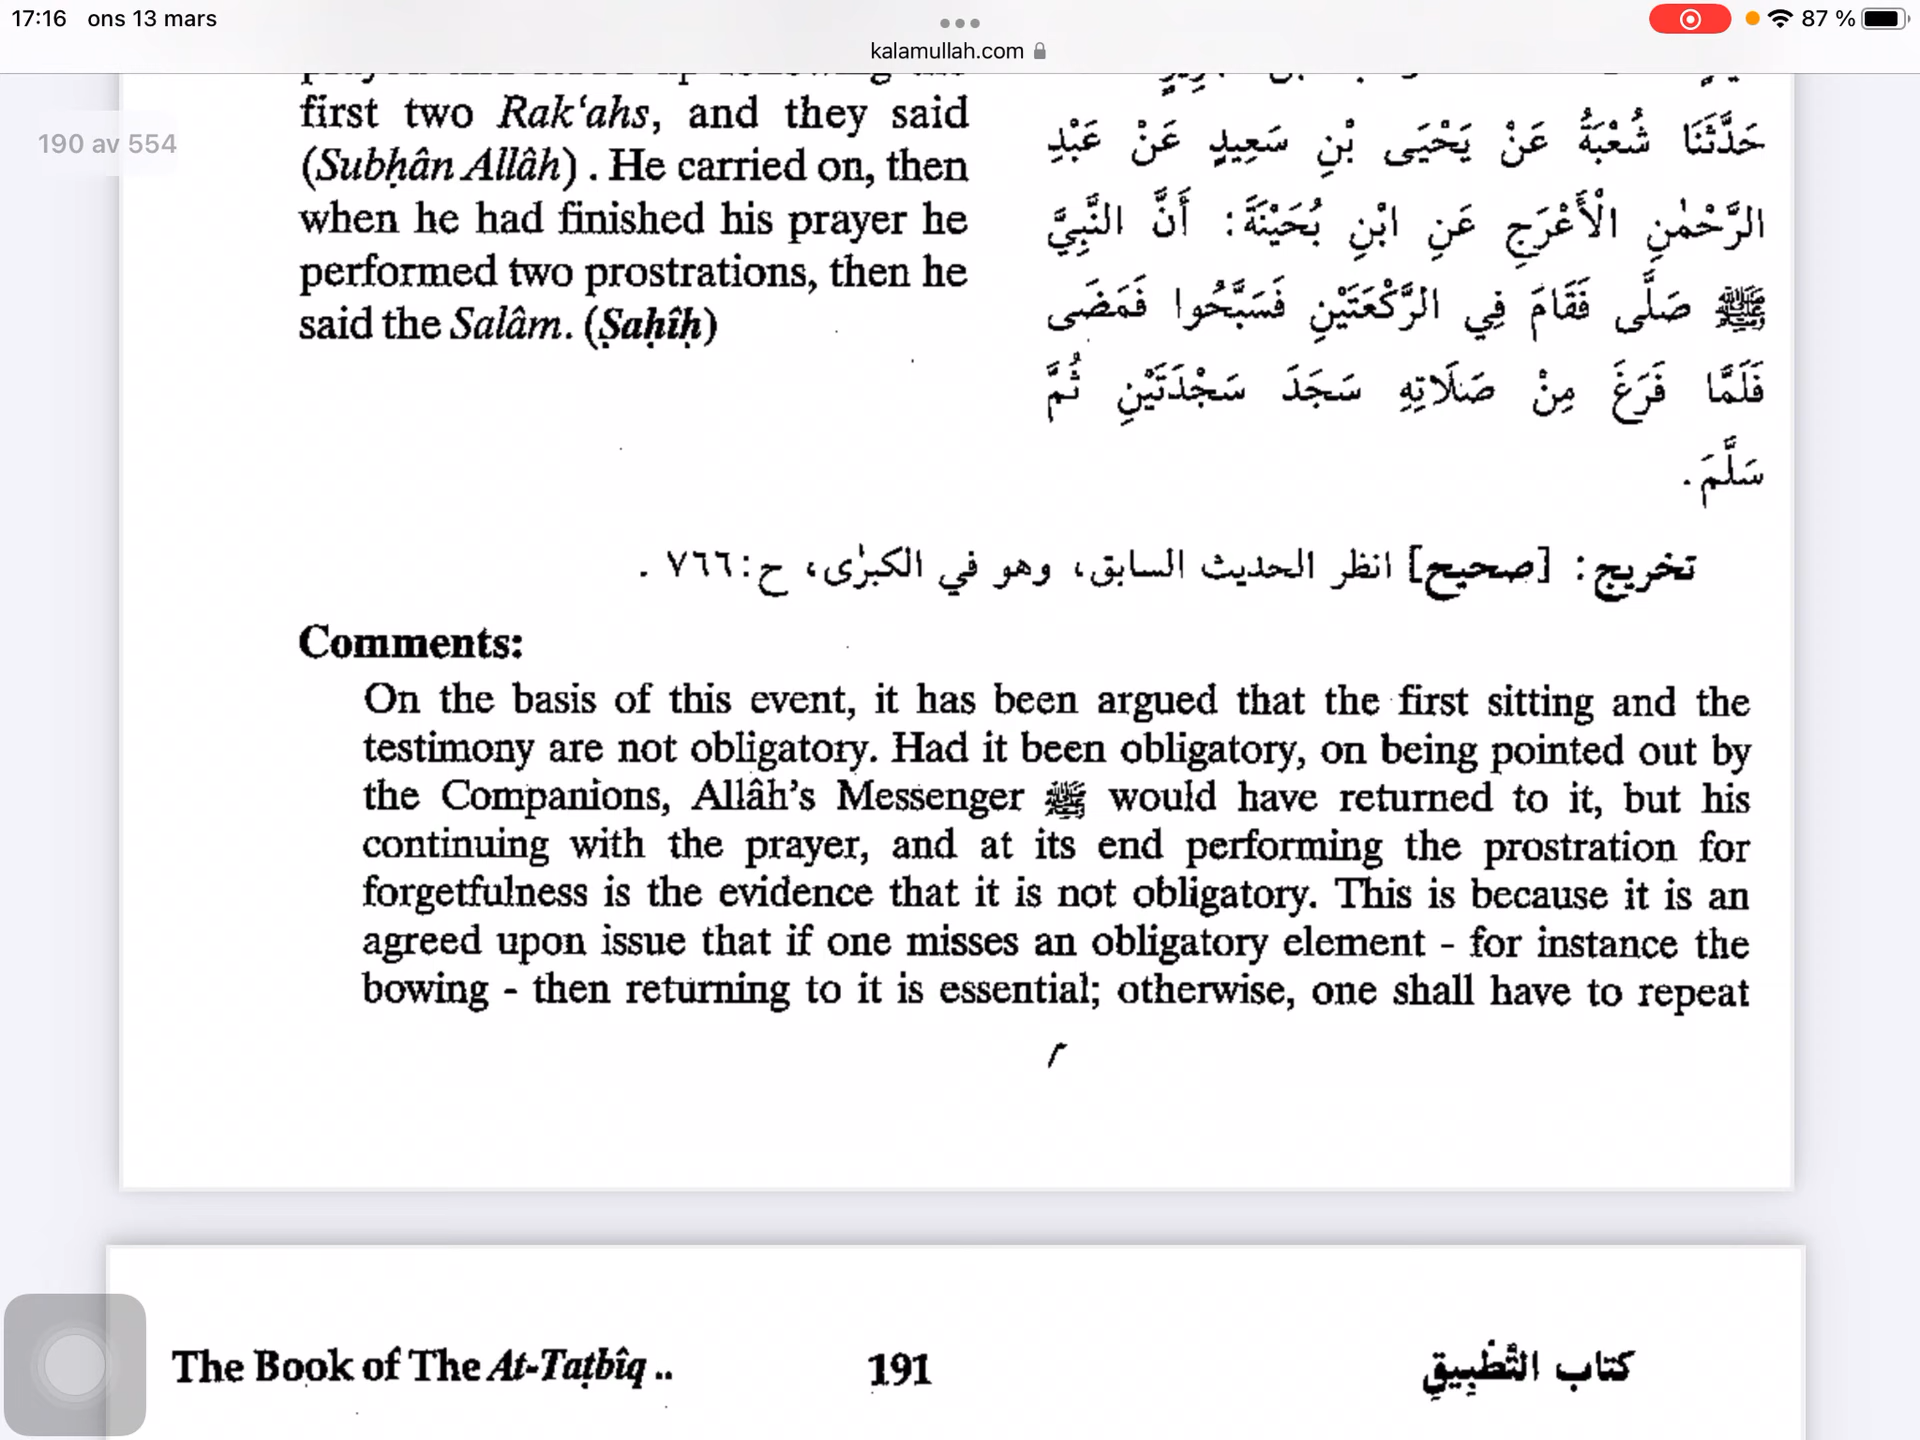 17:16 ons 13 mars
87 %
kalamullah.com
190 av 554
first two Rak‘ahs, and they said
(Subḥân Allâh) . He carried on, then
when he had finished his prayer he
performed two prostrations, then he
said the Salâm. (Ṣaḥîḥ)
حَدَّثَنَا شُعْبَةُ عَنْ يَحْيَى بْنِ سَعِيدٍ عَنْ عَبْدِ
الرَّحْمٰنِ الْأَعْرَجِ عَنِ ابْنِ بُحَيْنَةَ: أَنَّ النَّبِيَّ
ﷺ صَلَّى فَقَامَ فِي الرَّكْعَتَيْنِ فَسَبَّحُوا فَمَضَى
فَلَمَّا فَرَغَ مِنْ صَلَاتِهِ سَجَدَ سَجْدَتَيْنِ ثُمَّ
سَلَّمَ.
تخريج: [صحيح] انظر الحديث السابق، وهو في الكبرٰى، ح:٧٦٦ .
Comments:
On the basis of this event, it has been argued that the first sitting and the
testimony are not obligatory. Had it been obligatory, on being pointed out by
the Companions, Allâh’s Messenger ﷺ would have returned to it, but his
continuing with the prayer, and at its end performing the prostration for
forgetfulness is the evidence that it is not obligatory. This is because it is an
agreed upon issue that if one misses an obligatory element - for instance the
bowing - then returning to it is essential; otherwise, one shall have to repeat
The Book of The At-Taṭbîq .. 191 كتاب التَّطْبِيقِ